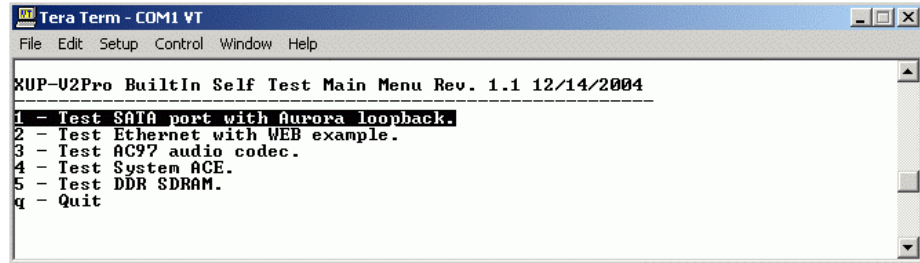 Tera Term - COM1 VT
File Edit Setup Control Window Help
XUP-V2Pro BuiltIn Self Test Main Menu Rev. 1.1 12/14/2004
----------------------------------------------------------------
1 - Test SATA port with Aurora loopback.
2 - Test Ethernet with WEB example.
3 - Test AC97 audio codec.
4 - Test System ACE.
5 - Test DDR SDRAM.
q - Quit